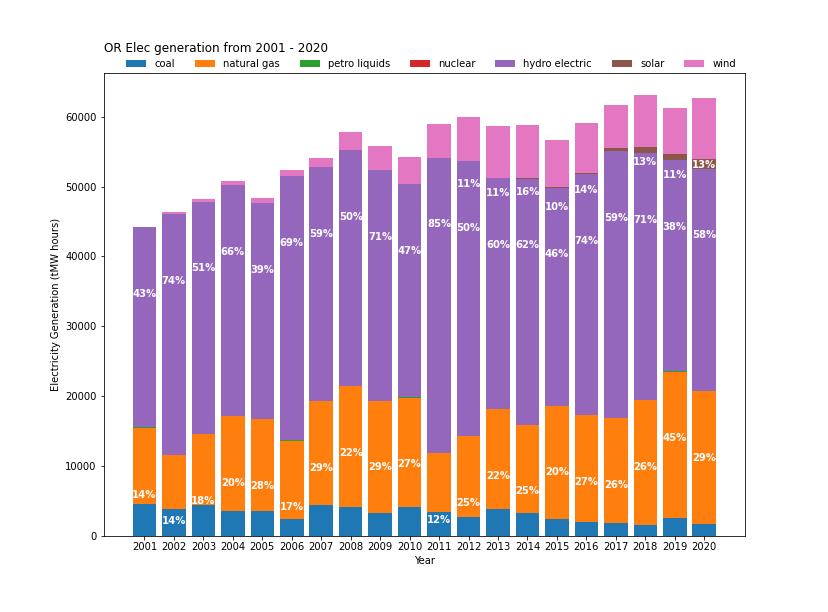 OR Elec generation from 2001 - 2020
coal natural gas petro liquids nuclear hydro electric solar wind
60000
50000
40000
30000
20000
10000
0
Electricity Generation (tMW hours)
13% 13%
11% 11% 16% 10% 14% 11%
43% 74% 51% 66% 39% 69% 59% 50% 71% 47% 85% 50% 60% 62% 46% 74% 59% 71% 38% 58%
14% 14% 18% 20% 28% 17% 29% 22% 29% 27% 12% 25% 22% 25% 20% 27% 26% 26% 45% 29%
2001 2002 2003 2004 2005 2006 2007 2008 2009 2010 2011 2012 2013 2014 2015 2016 2017 2018 2019 2020
Year